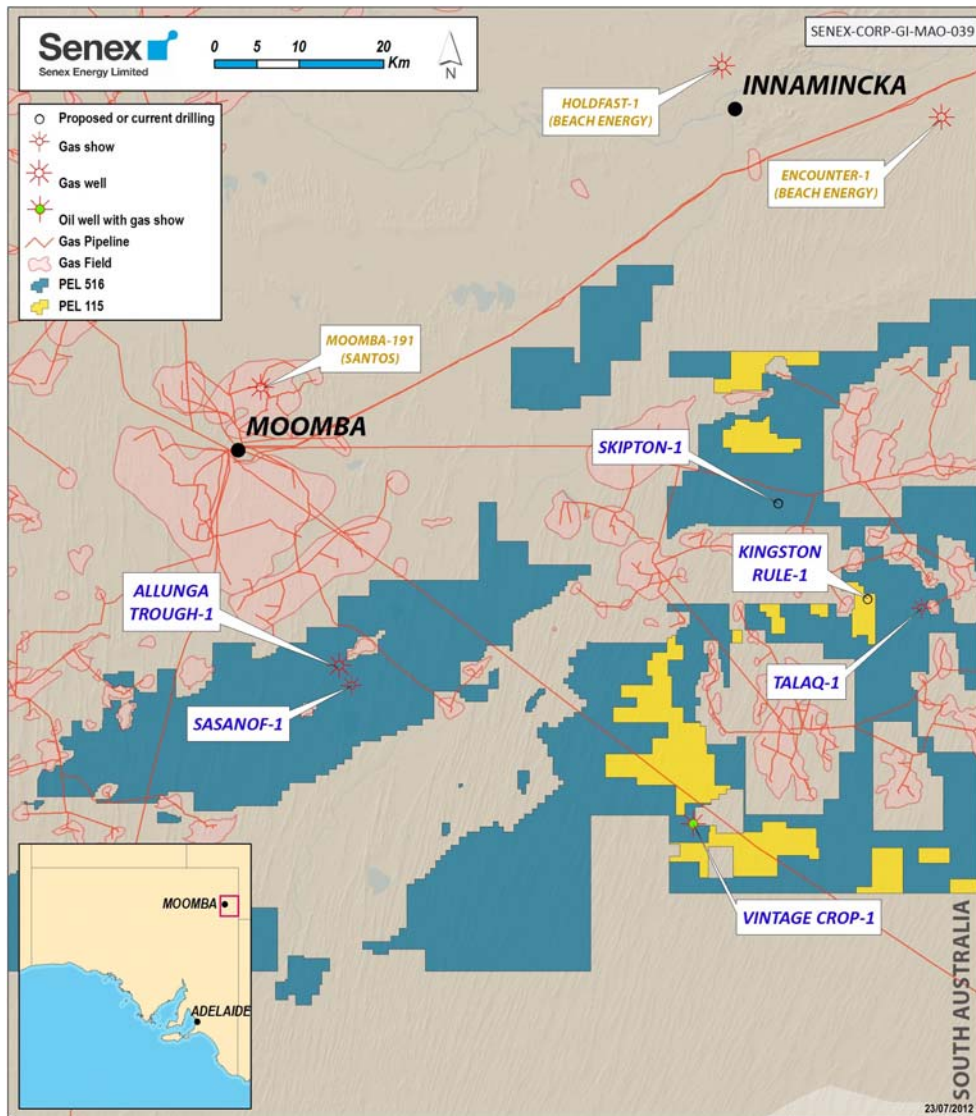 Senex
Senex Energy Limited
0 5 10 20
Km
N
SENEX-CORP-GI-MAO-039
Proposed or current drilling
Gas show
Gas well
Oil well with gas show
Gas Pipeline
Gas Field
PEL 516
PEL 115
HOLDFAST-1
(BEACH ENERGY)
INNAMINCKA
ENCOUNTER-1
(BEACH ENERGY)
MOOMBA-191
(SANTOS)
MOOMBA
SKIPTON-1
KINGSTON
RULE-1
ALLUNGA
TROUGH-1
SASANOF-1
TALAQ-1
VINTAGE CROP-1
MOOMBA
ADELAIDE
SOUTH AUSTRALIA
23/07/2012